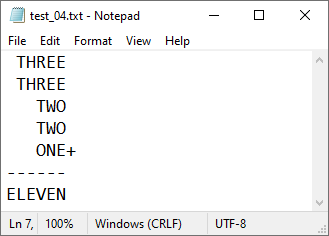 test_04.txt - Notepad
File Edit Format View Help
THREE
THREE
TWO
TWO
ONE+
------
ELEVEN
Ln 7, 100% Windows (CRLF) UTF-8